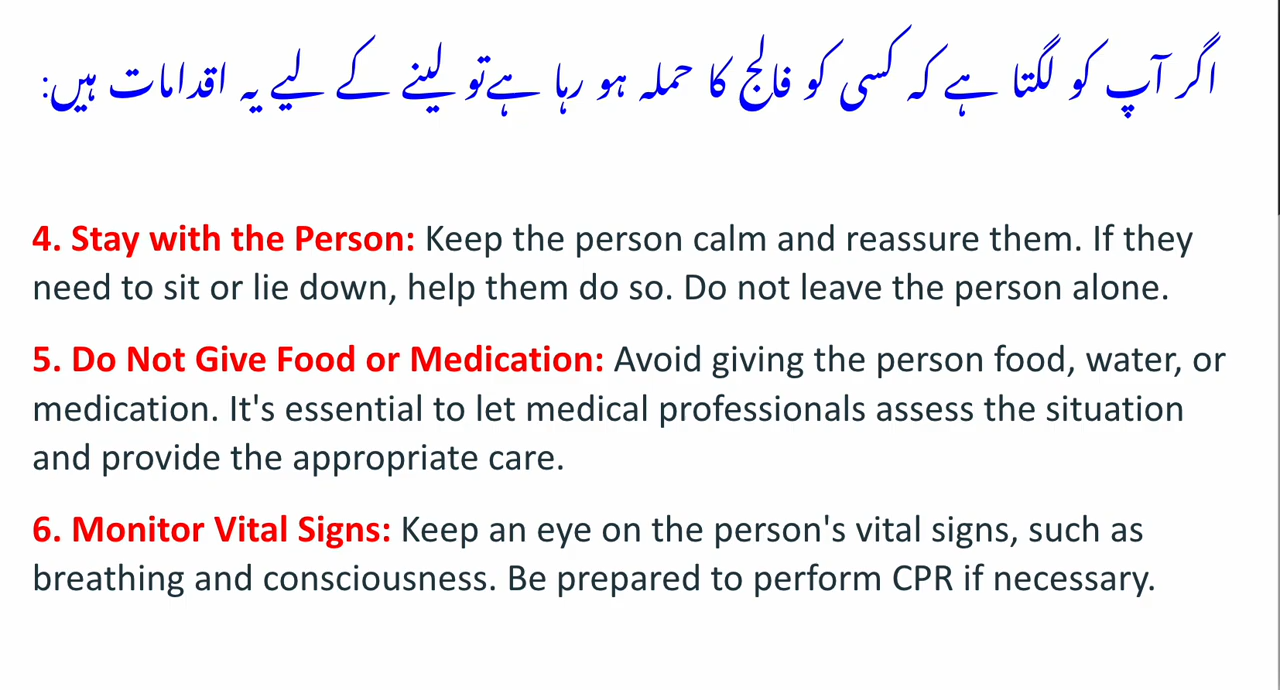 اگر آپ کو لگتا ہے کہ کسی کو فالج کا حملہ ہو رہا ہےتو لینے کے لیے یہ اقدامات ہیں:
4. Stay with the Person: Keep the person calm and reassure them. If they
need to sit or lie down, help them do so. Do not leave the person alone.
5. Do Not Give Food or Medication: Avoid giving the person food, water, or
medication. It's essential to let medical professionals assess the situation
and provide the appropriate care.
6. Monitor Vital Signs: Keep an eye on the person's vital signs, such as
breathing and consciousness. Be prepared to perform CPR if necessary.